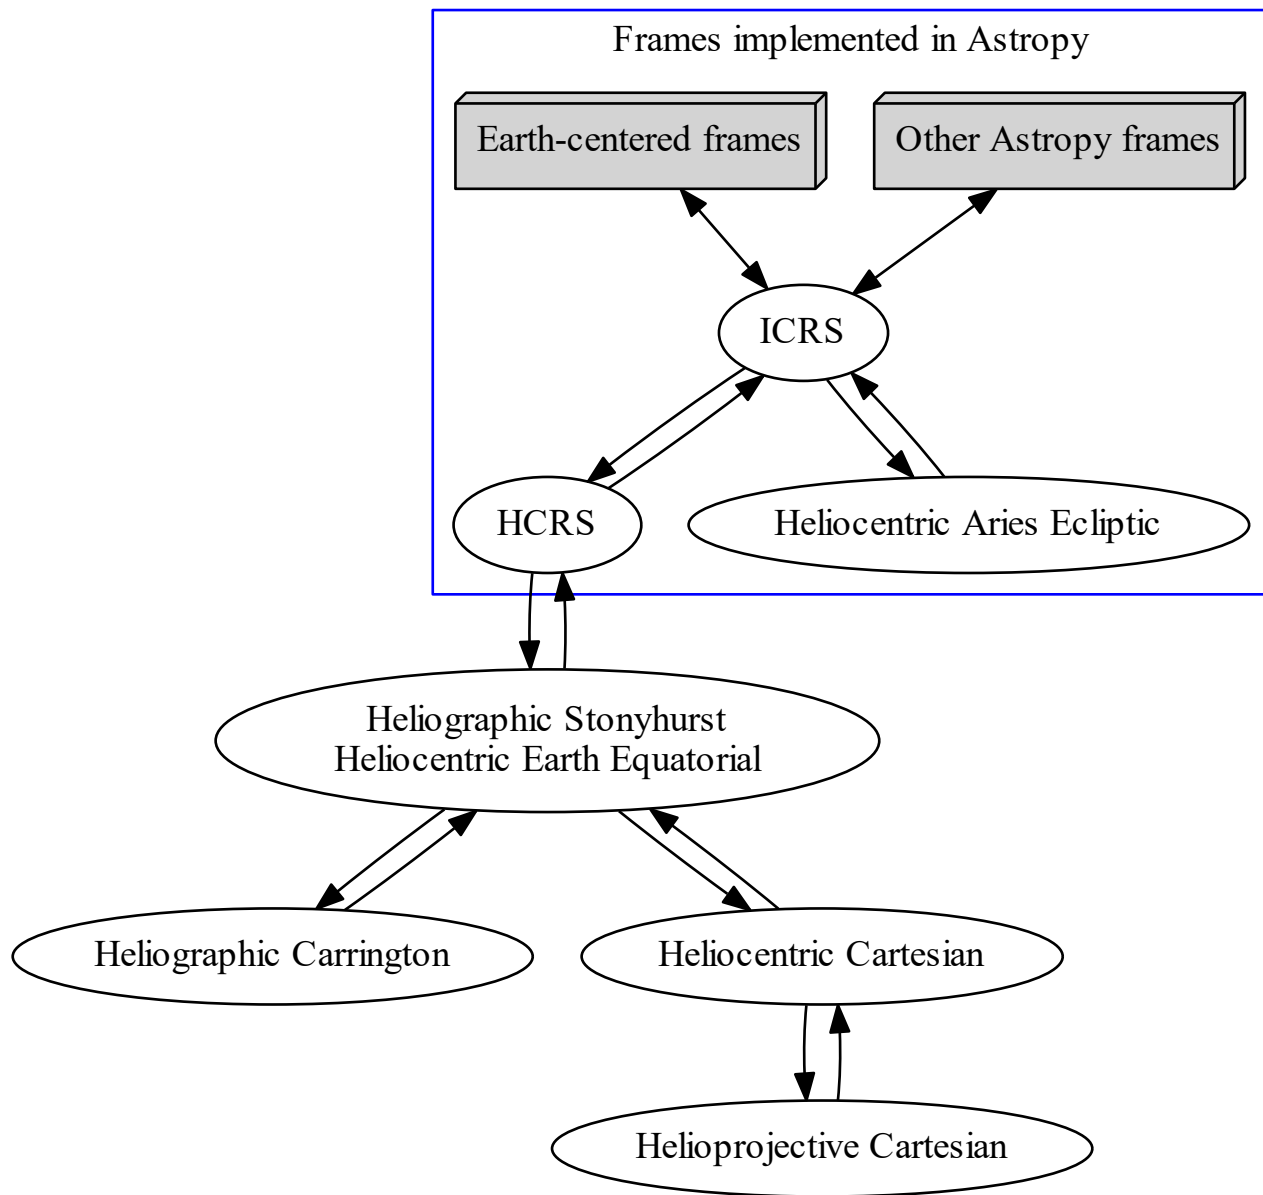 Frames implemented in Astropy
Earth-centered frames
Other Astropy frames
ICRS
HCRS
Heliocentric Aries Ecliptic
Heliographic Stonyhurst
Heliocentric Earth Equatorial
Heliographic Carrington
Heliocentric Cartesian
Helioprojective Cartesian